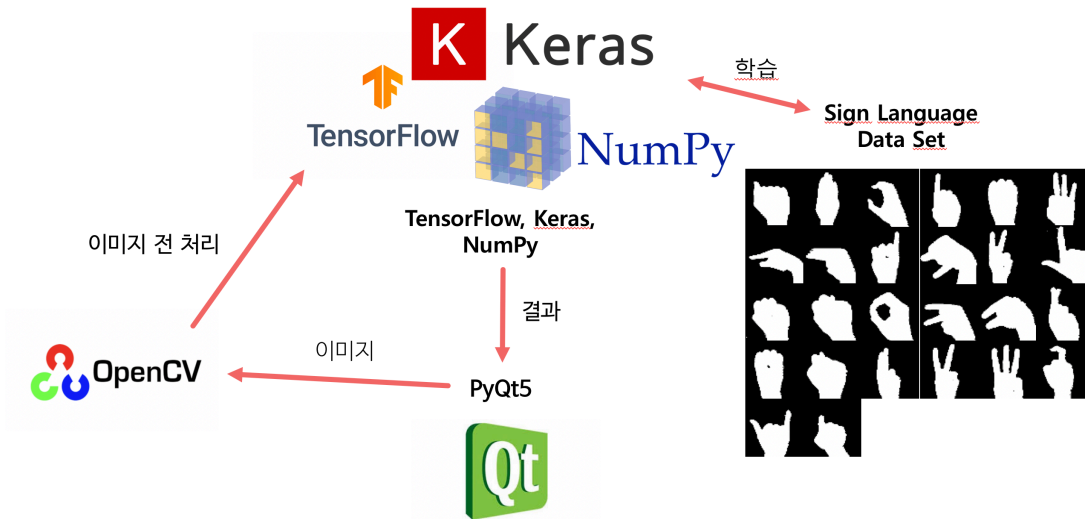 K Keras
TensorFlow
NumPy
학습
Sign Language
Data Set
TensorFlow, Keras,
NumPy
이미지 전 처리
결과
이미지
OpenCV
PyQt5
Qt